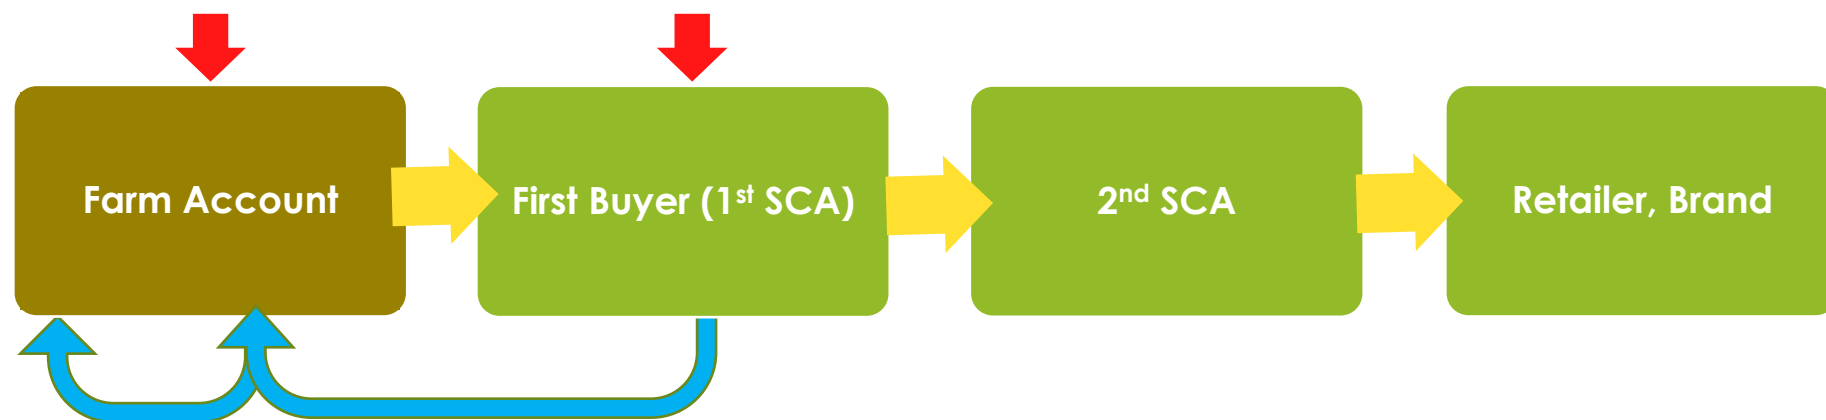 Farm Account
First Buyer (1st SCA)
2nd SCA
Retailer, Brand